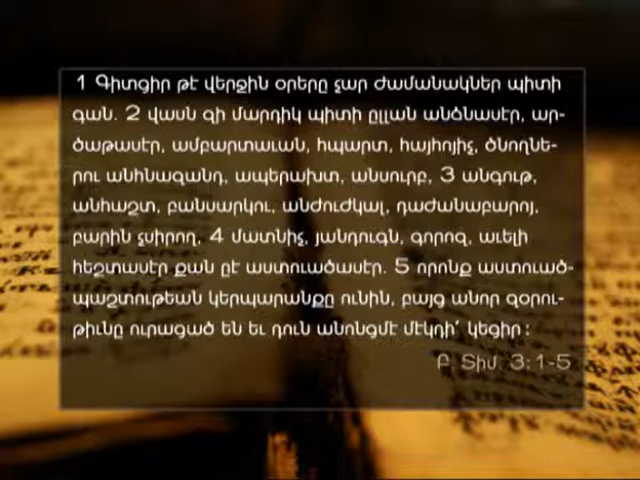 1 Գիտցիր թէ վերջին օրերը չար ժամանակներ պիտի
գան. 2 վասն զի մարդիկ պիտի ըլլան անձնասէր, ար-
ծաթասէր, ամբարտաւան, հպարտ, հայհոյիչ, ծնողնե-
րու անհնազանդ, ապերախտ, անսուրբ, 3 անգութ,
անհաշտ, բանսարկու, անժուժկալ, դաժանաբարոյ,
բարին չսիրող, 4 մատնիչ, յանդուգն, գոռոզ, աւելի
հեշտասէր քան ըէ աստուածասէր. 5 որոնք աստուած-
պաշտութեան կերպարանքը ունին, բայց անոր զօրու-
թիւնը ուրացած են եւ դուն անոնցմէ մէկդի՛ կեցիր :
Բ. Տիմ. 3:1-5